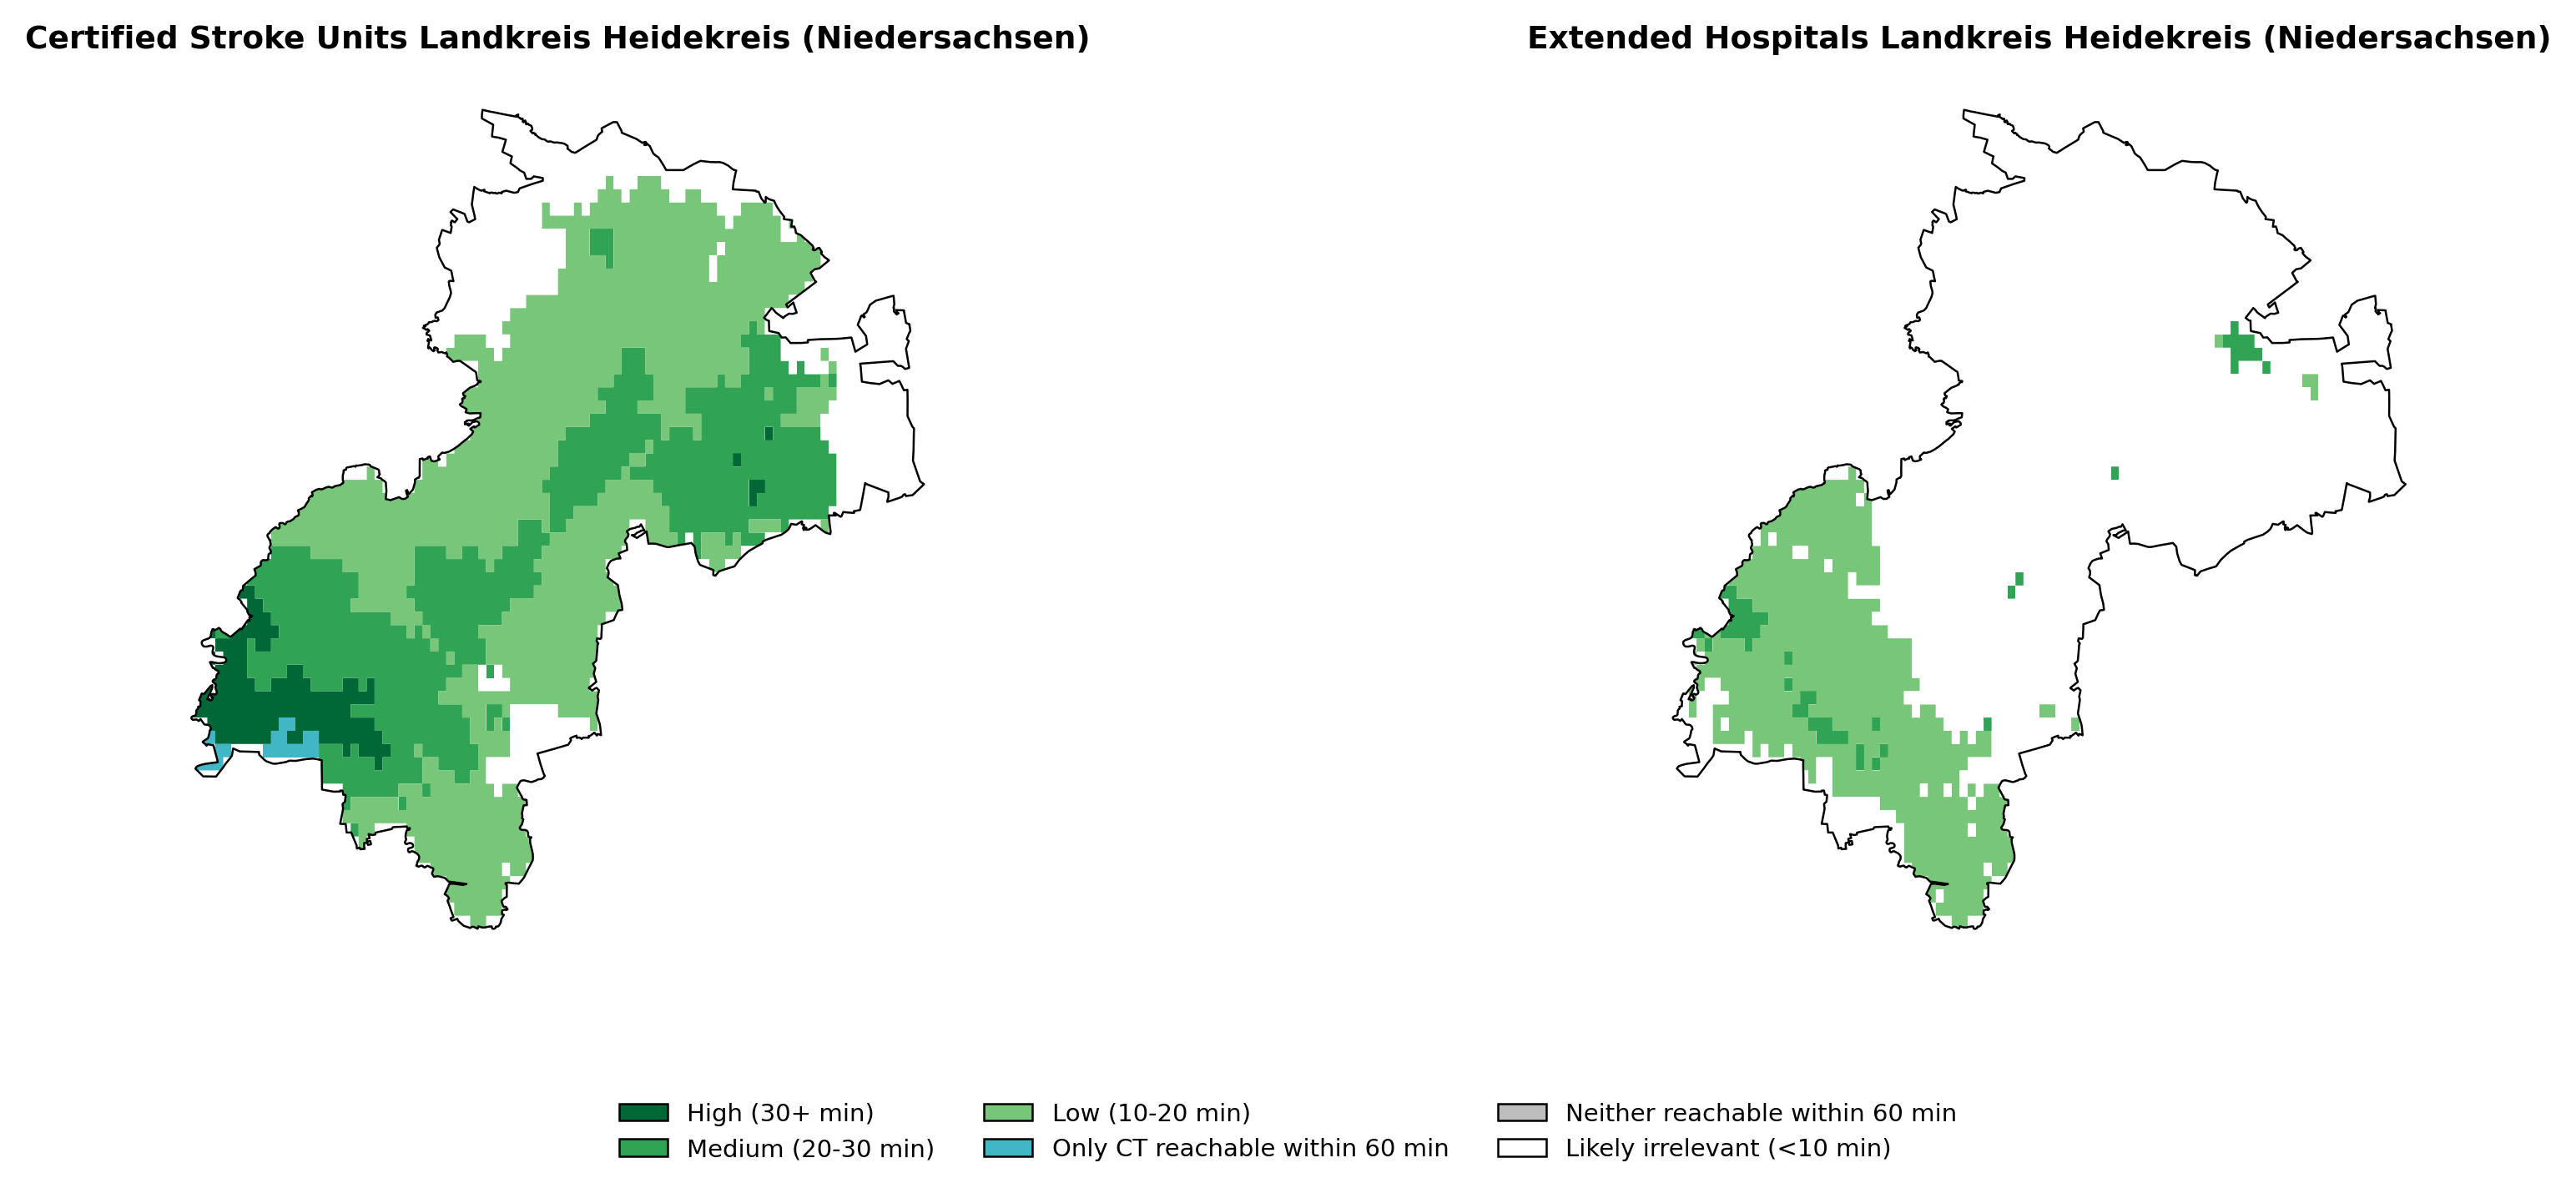 Certified Stroke Units Landkreis Heidekreis (Niedersachsen)
Extended Hospitals Landkreis Heidekreis (Niedersachsen)
High (30+ min)
Medium (20-30 min)
Low (10-20 min)
Only CT reachable within 60 min
Neither reachable within 60 min
Likely irrelevant (<10 min)